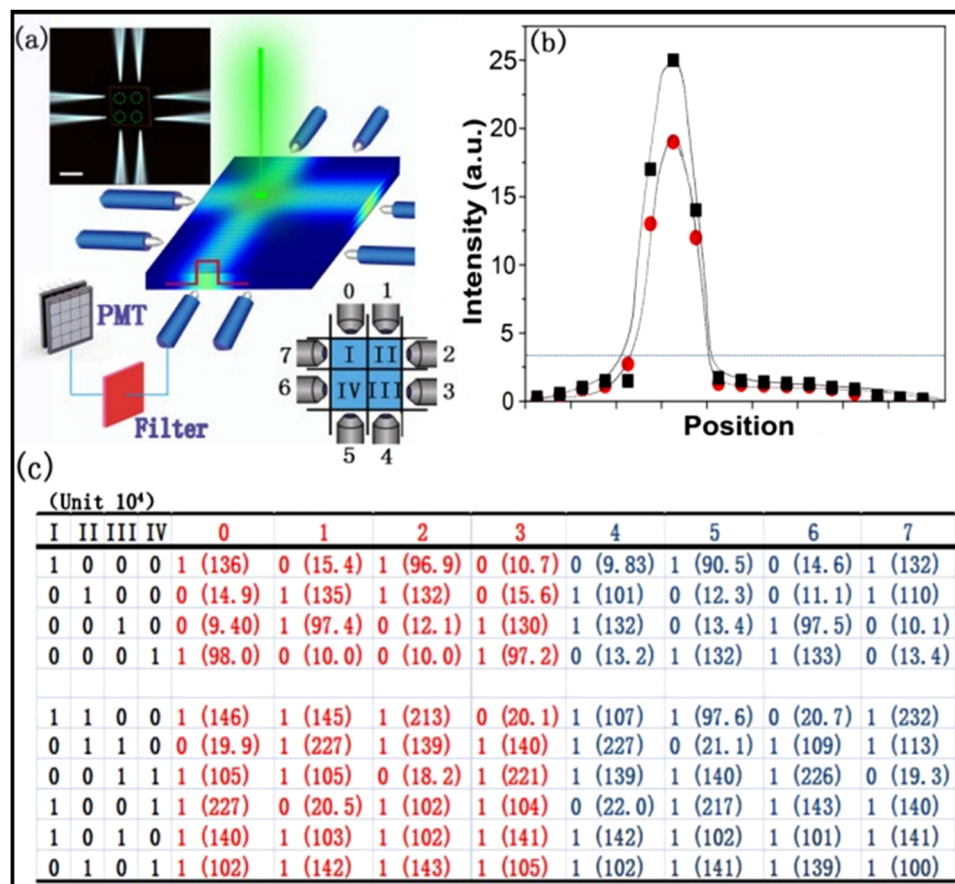 (a)
PMT
Filter
0 1
7 I II 2
6 IV III 3
5 4
(b)
Intensity (a.u.)
25
20
15
10
5
0
Position
(c)
(Unit 10⁴)
I II III IV 0 1 2 3 4 5 6 7
1 0 0 0 1 (136) 0 (15.4) 1 (96.9) 0 (10.7) 0 (9.83) 1 (90.5) 0 (14.6) 1 (132)
0 1 0 0 0 (14.9) 1 (135) 1 (132) 0 (15.6) 1 (101) 0 (12.3) 0 (11.1) 1 (110)
0 0 1 0 0 (9.40) 1 (97.4) 0 (12.1) 1 (130) 1 (132) 0 (13.4) 1 (97.5) 0 (10.1)
0 0 0 1 1 (98.0) 0 (10.0) 0 (10.0) 1 (97.2) 0 (13.2) 1 (132) 1 (133) 0 (13.4)
1 1 0 0 1 (146) 1 (145) 1 (213) 0 (20.1) 1 (107) 1 (97.6) 0 (20.7) 1 (232)
0 1 1 0 0 (19.9) 1 (227) 1 (139) 1 (140) 1 (227) 0 (21.1) 1 (109) 1 (113)
0 0 1 1 1 (105) 1 (105) 0 (18.2) 1 (221) 1 (139) 1 (140) 1 (226) 0 (19.3)
1 0 0 1 1 (227) 0 (20.5) 1 (102) 1 (104) 0 (22.0) 1 (217) 1 (143) 1 (140)
1 0 1 0 1 (140) 1 (103) 1 (102) 1 (141) 1 (142) 1 (102) 1 (101) 1 (141)
0 1 0 1 1 (102) 1 (142) 1 (143) 1 (105) 1 (102) 1 (141) 1 (139) 1 (100)